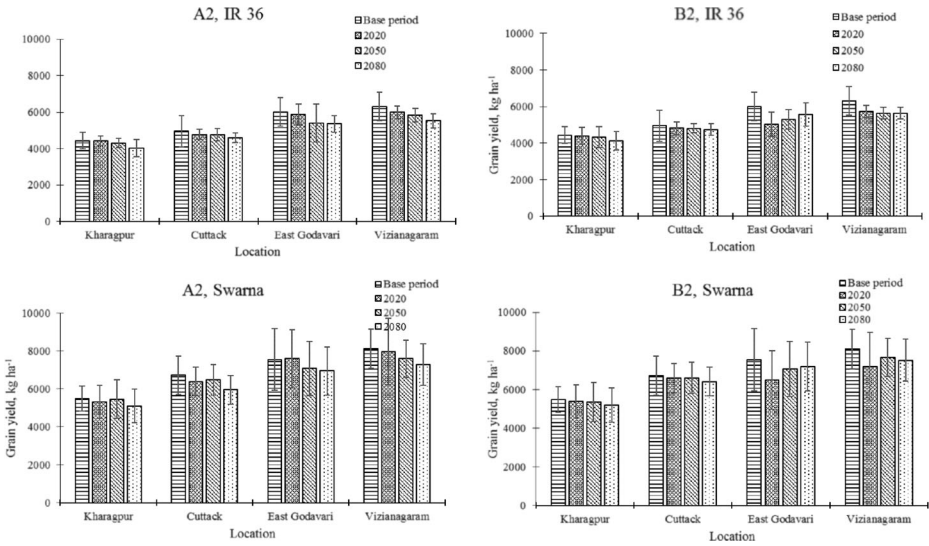 A2, IR 36
Base period
2020
2050
2080
10000
8000
6000
4000
2000
0
Kharagpur Cuttack East Godavari Vizianagaram
Location
B2, IR 36
Base period
2020
2050
2080
Grain yield, kg ha-1
10000
8000
6000
4000
2000
0
Kharagpur Cuttack East Godavari Vizianagaram
Location
A2, Swarna
Base period
2020
2050
2080
Grain yield, kg ha-1
10000
8000
6000
4000
2000
0
Kharagpur Cuttack East Godavari Vizianagaram
Location
B2, Swarna
Base period
2020
2050
2080
Grain yield, kg ha-1
10000
8000
6000
4000
2000
0
Kharagpur Cuttack East Godavari Vizianagaram
Location